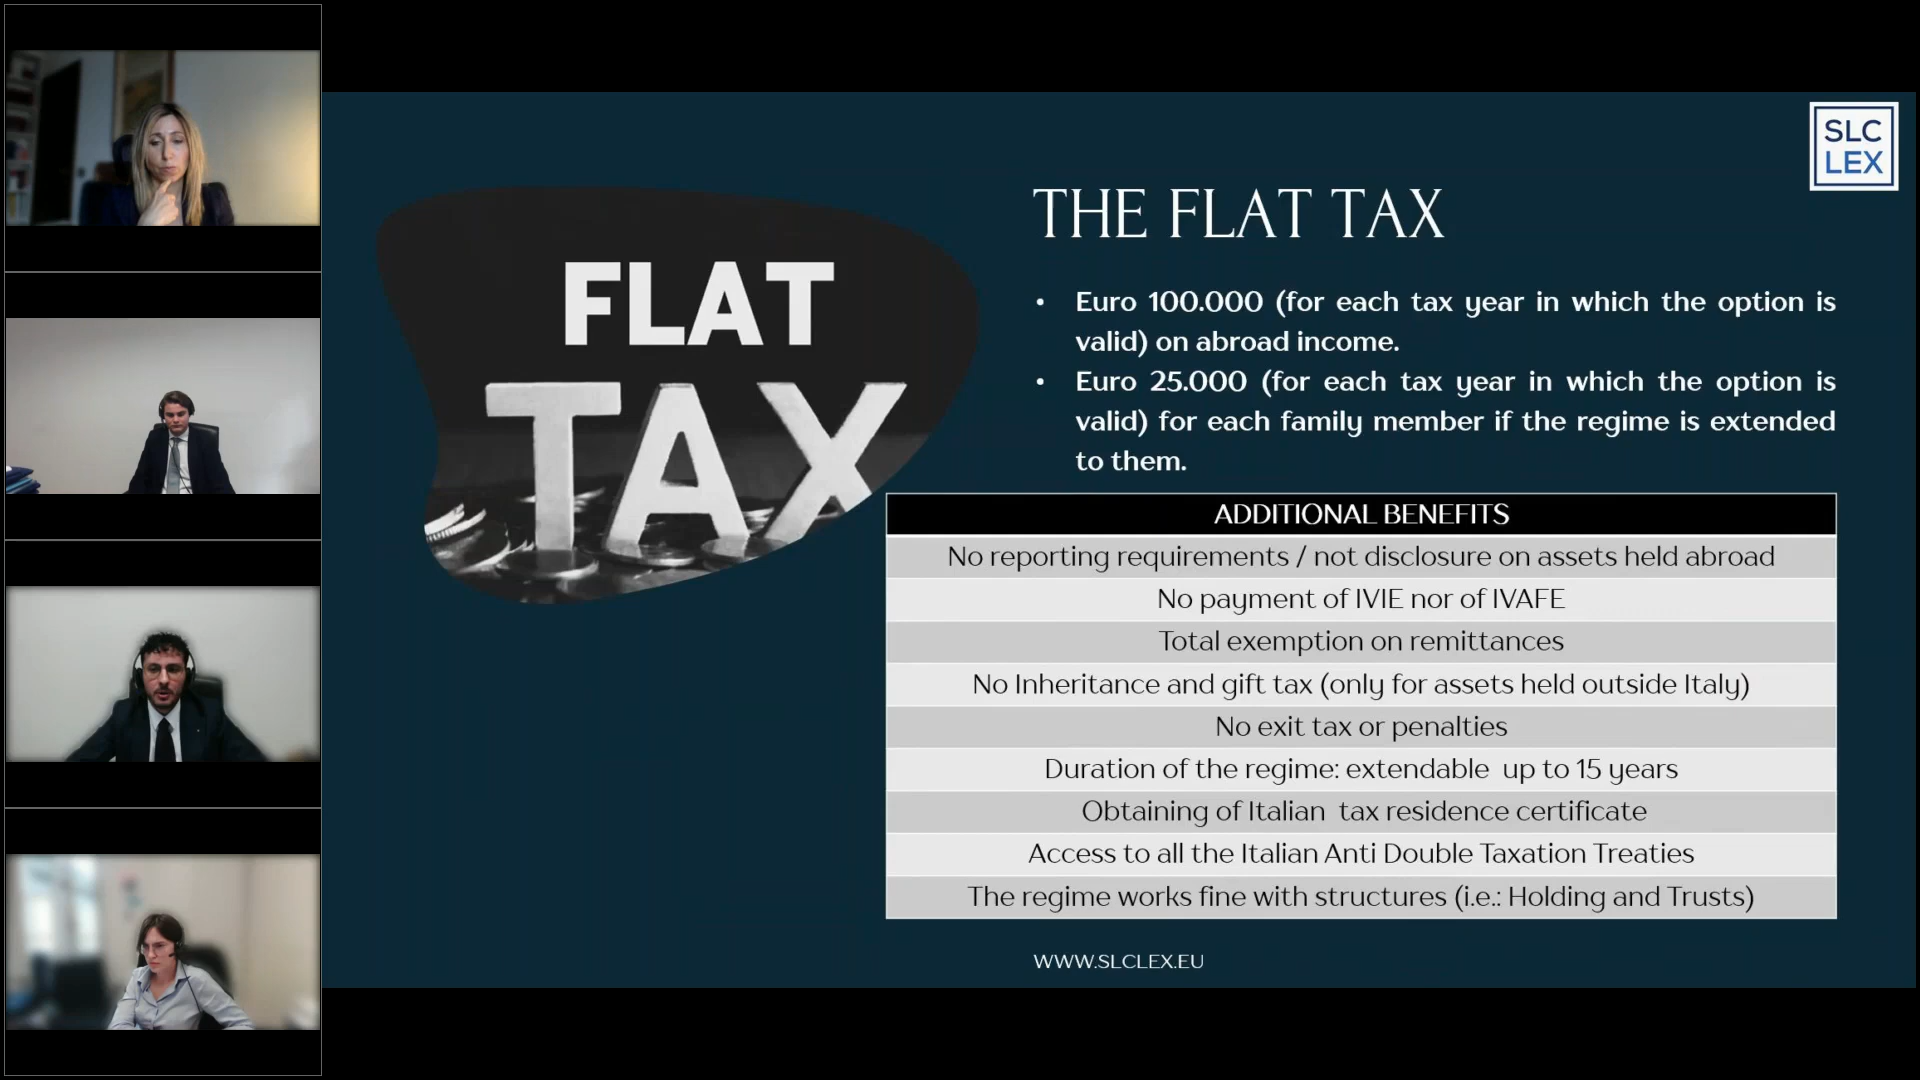 SLC
LEX
THE FLAT TAX
FLAT
TAX
• Euro 100.000 (for each tax year in which the option is
valid) on abroad income.
• Euro 25.000 (for each tax year in which the option is
valid) for each family member if the regime is extended
to them.
ADDITIONAL BENEFITS
No reporting requirements / not disclosure on assets held abroad
No payment of IVIE nor of IVAFE
Total exemption on remittances
No Inheritance and gift tax (only for assets held outside Italy)
No exit tax or penalties
Duration of the regime: extendable up to 15 years
Obtaining of Italian tax residence certificate
Access to all the Italian Anti Double Taxation Treaties
The regime works fine with structures (i.e.: Holding and Trusts)
WWW.SLCLEX.EU